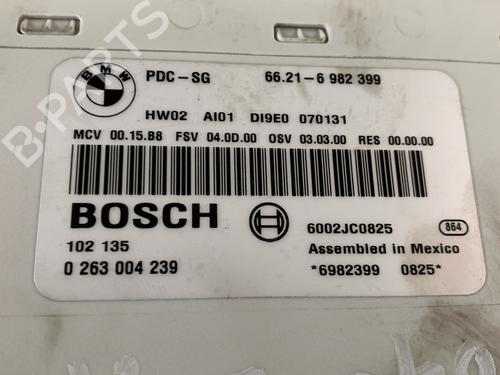 BMW
PDC-SG 66.21-6 982 399
HW02 AI01 DI9E0 070131
MCV 00.15.B8 FSV 04.0D.00 OSV 03.03.00 RES 00.00.00
BOSCH
6002JC0825 864
102 135 Assembled in Mexico
0 263 004 239 *6982399 0825*
B-PARTS